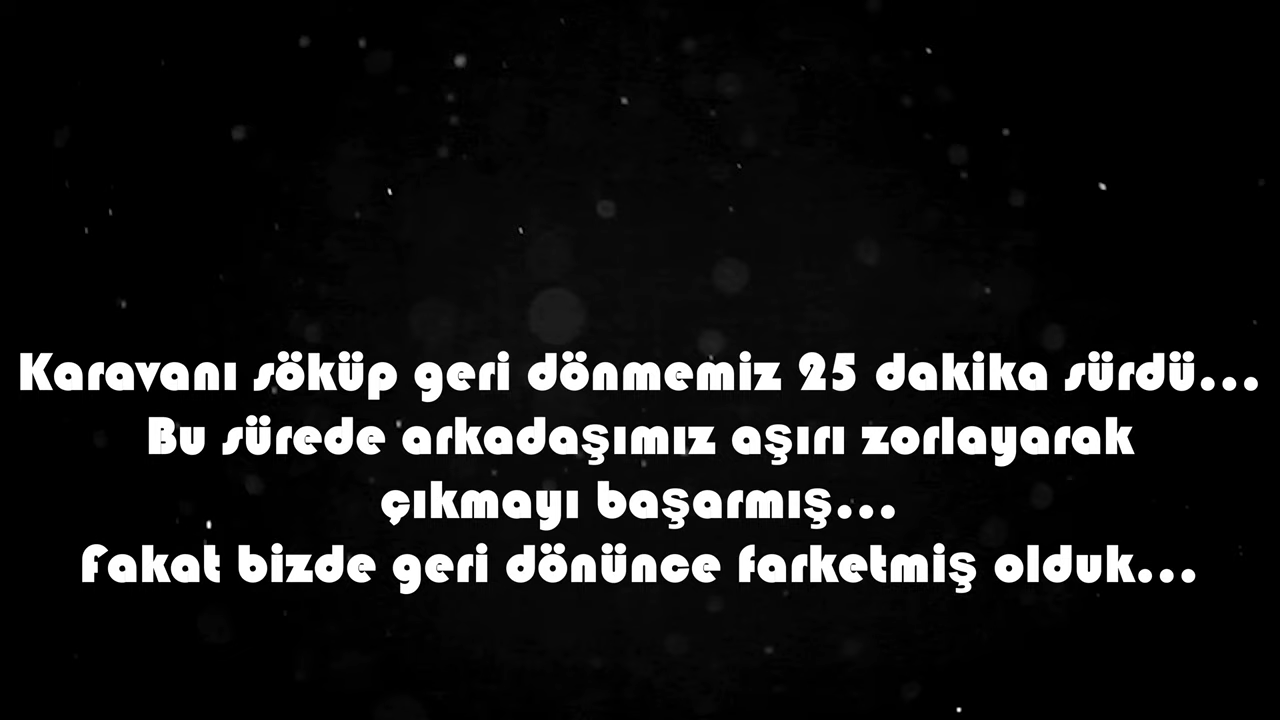 Karavanı söküp geri dönmemiz 25 dakika sürdü...
Bu sürede arkadaşımız aşırı zorlayarak
çıkmayı başarmış...
Fakat bizde geri dönünce farketmiş olduk...